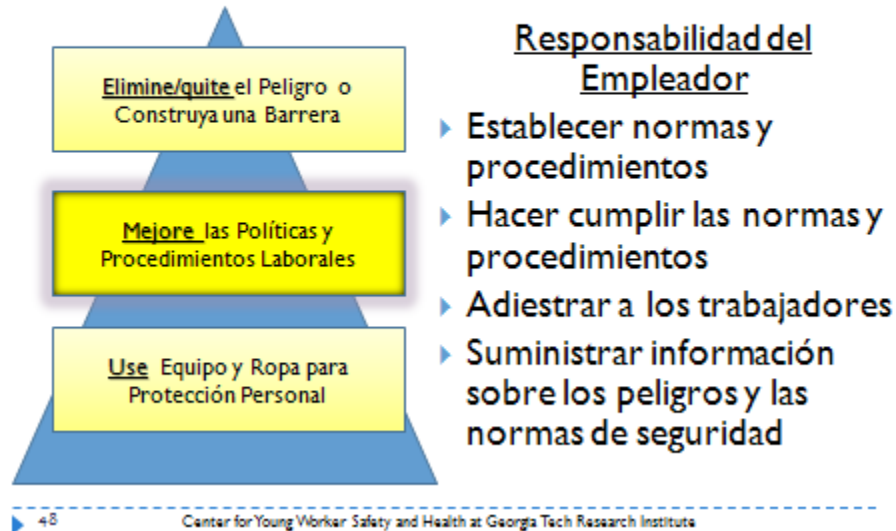 Elimine/quite el Peligro o
Construya una Barrera
Mejore las Políticas y
Procedimientos Laborales
Use Equipo y Ropa para
Protección Personal
Responsabilidad del
Empleador
Establecer normas y
procedimientos
Hacer cumplir las normas y
procedimientos
Adiestrar a los trabajadores
Suministrar información
sobre los peligros y las
normas de seguridad
48 Center for Young Worker Safety and Health at Georgia Tech Research Institute